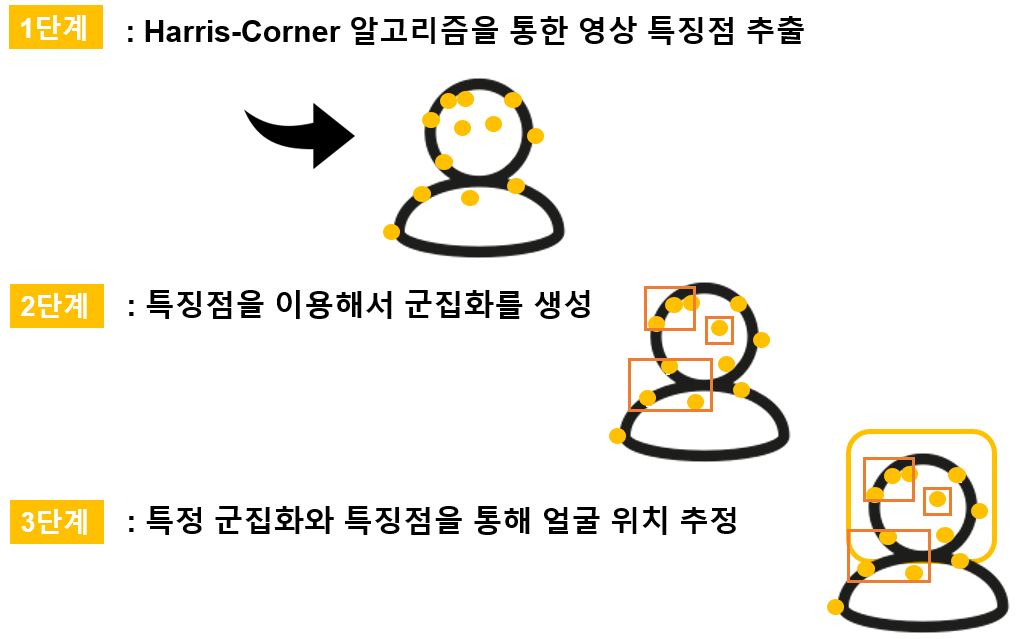 1단계 : Harris-Corner 알고리즘을 통한 영상 특징점 추출
2단계 : 특징점을 이용해서 군집화를 생성
3단계 : 특정 군집화와 특징점을 통해 얼굴 위치 추정